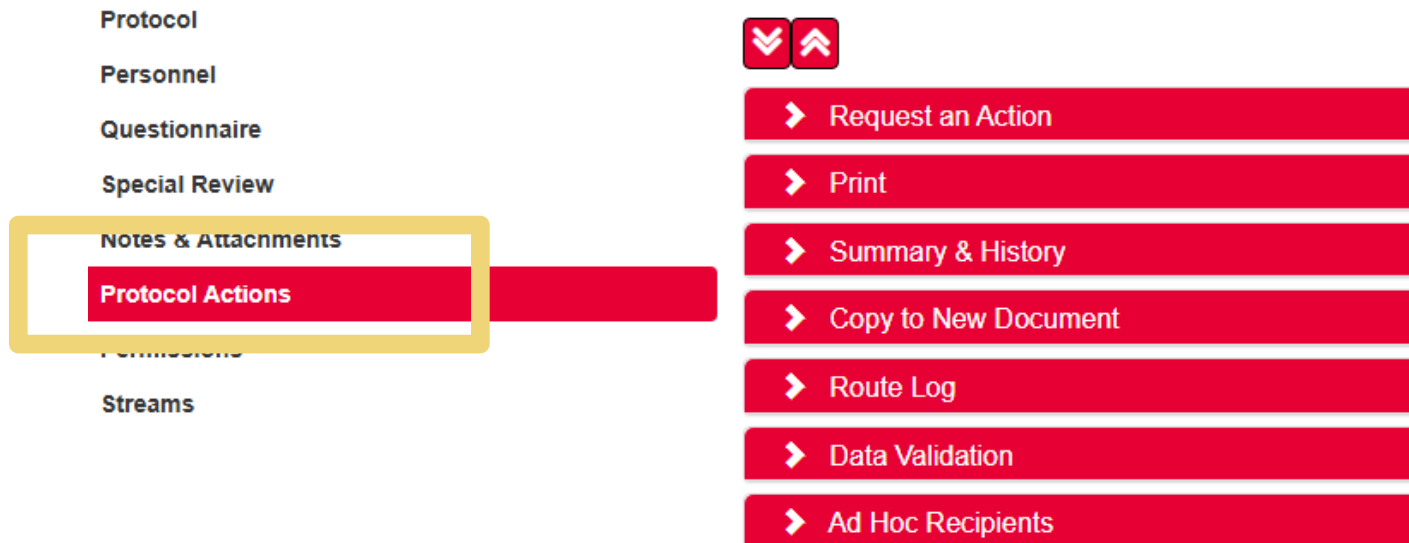 Protocol
Personnel
Questionnaire
Special Review
Notes & Attachments
Protocol Actions
Permissions
Streams
Request an Action
Print
Summary & History
Copy to New Document
Route Log
Data Validation
Ad Hoc Recipients